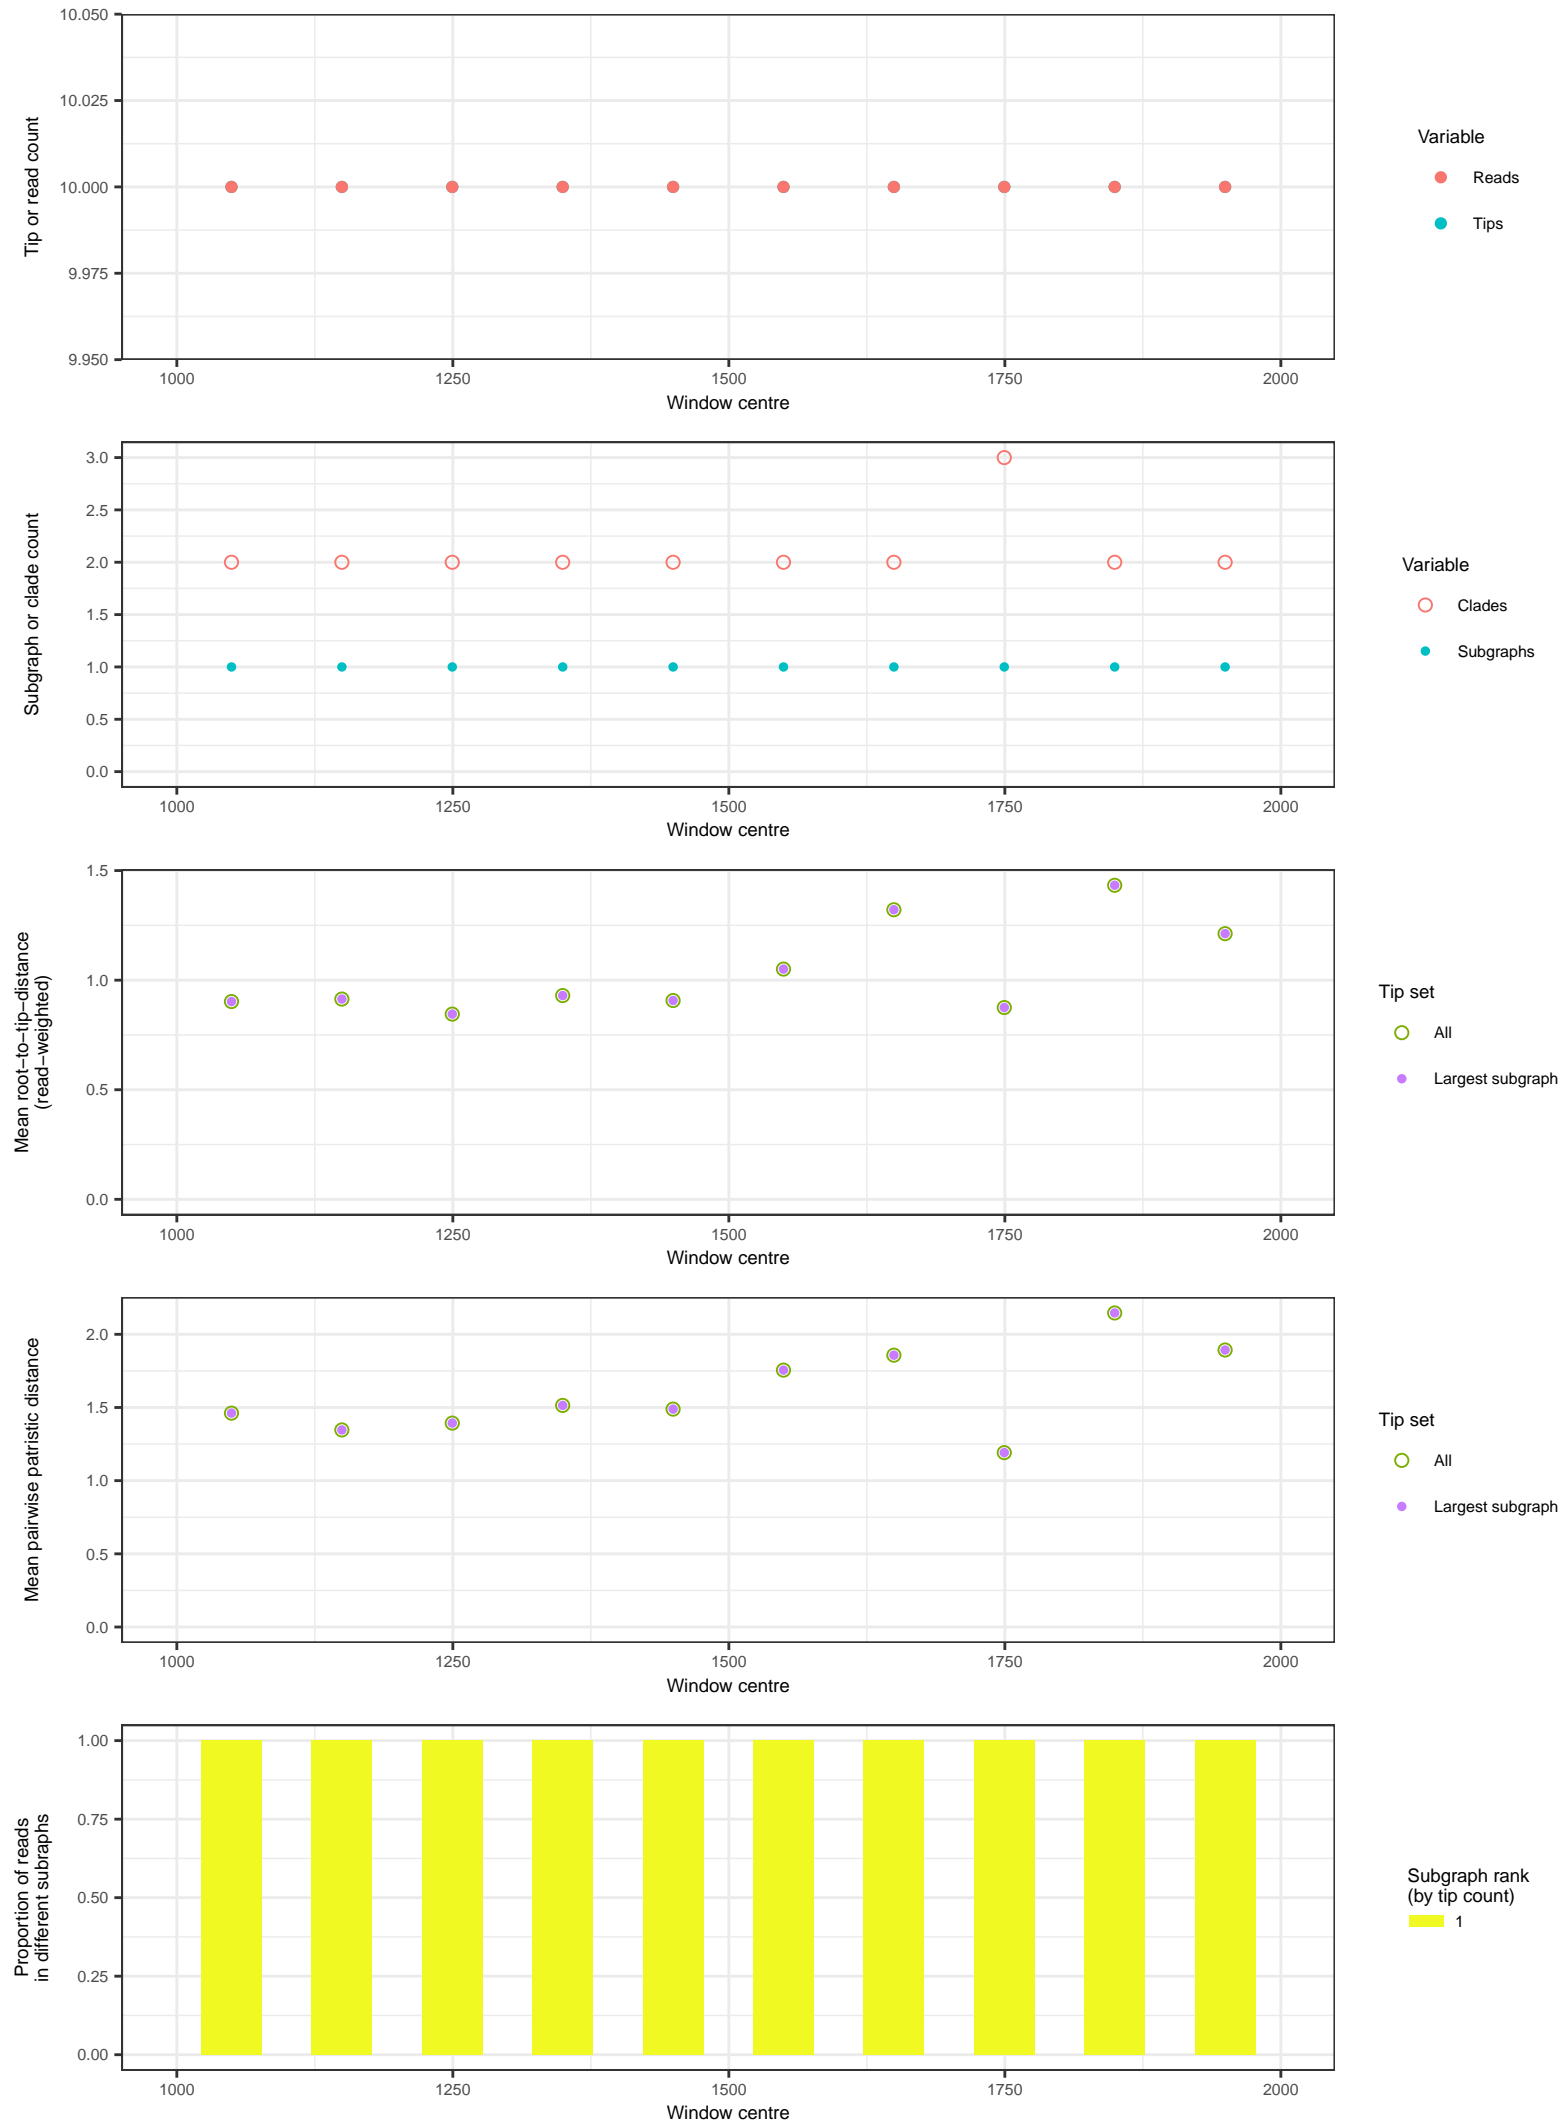 10.050
10.025
10.000
9.975
9.950
Tip or read count
1000 1250 1500 1750 2000
Window centre
Variable
Reads
Tips
3.0
2.5
2.0
1.5
1.0
0.5
0.0
Subgraph or clade count
1000 1250 1500 1750 2000
Window centre
Variable
Clades
Subgraphs
1.5
1.0
0.5
0.0
Mean root−to−tip−distance
(read−weighted)
1000 1250 1500 1750 2000
Window centre
Tip set
All
Largest subgraph
2.0
1.5
1.0
0.5
0.0
Mean pairwise patristic distance
1000 1250 1500 1750 2000
Window centre
Tip set
All
Largest subgraph
1.00
0.75
0.50
0.25
0.00
Proportion of reads
in different subraphs
1000 1250 1500 1750 2000
Window centre
Subgraph rank
(by tip count)
1